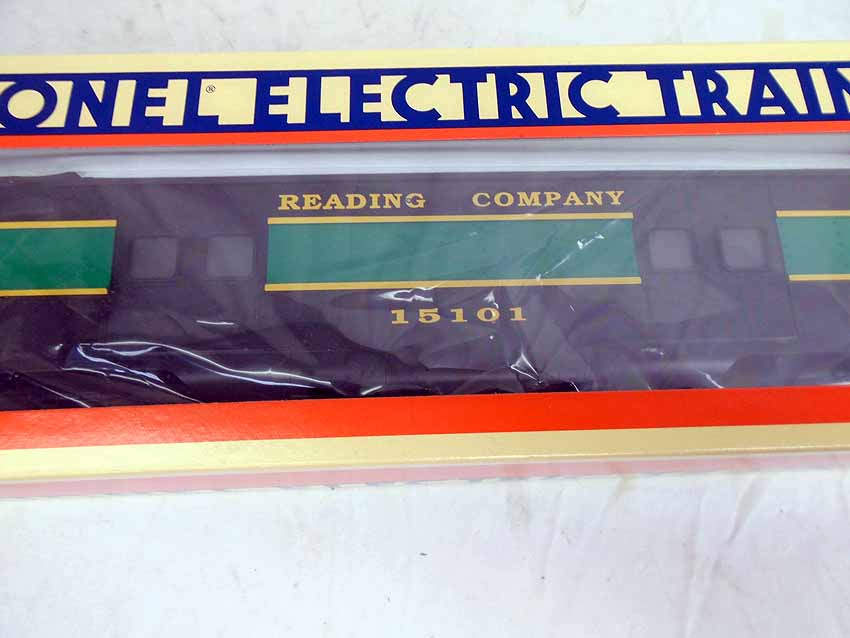 ONEL® ELECTRIC TRAIN
READING COMPANY
15101